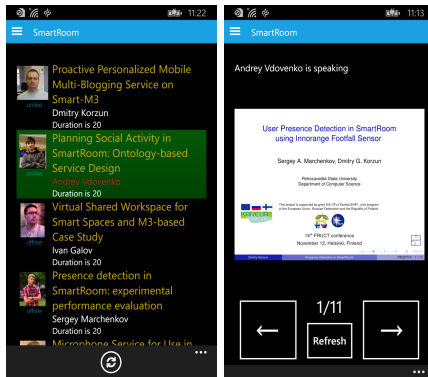 11:22
SmartRoom
Proactive Personalized Mobile
Multi-Blogging Service on
Smart-M3
Dmitry Korzun
Duration is 20
online
Planning Social Activity in
SmartRoom: Ontology-based
Service Design
Andrey Vdovenko
Duration is 20
online
Virtual Shared Workspace for
Smart Spaces and M3-based
Case Study
Ivan Galov
Duration is 20
offline
Presence detection in
SmartRoom: experimental
performance evaluation
Sergey Marchenkov
Duration is 20
offline
Microphone Service for Use in
11:13
SmartRoom
Andrey Vdovenko is speaking
User Presence Detection in SmartRoom
using Innorange Footfall Sensor
Sergey A. Marchenkov, Dmitry G. Korzun
Petrozavodsk State University
Department of Computer Science
14th FRUCT conference
November 12, Helsinki, Finland
1/11
Refresh